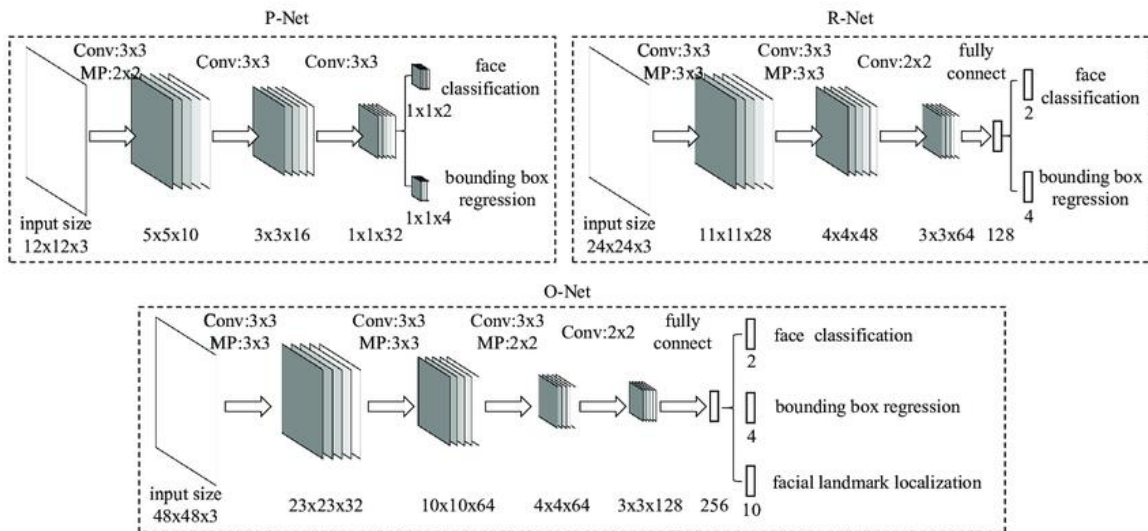 P-Net
Conv:3x3
MP:2x2
Conv:3x3
Conv:3x3
face
classification
1x1x2
bounding box
regression
1x1x4
input size
12x12x3
5x5x10
3x3x16
1x1x32
R-Net
Conv:3x3
MP:3x3
Conv:3x3
MP:3x3
Conv:2x2
fully
connect
face
classification
2
bounding box
regression
4
input size
24x24x3
11x11x28
4x4x48
3x3x64
128
O-Net
Conv:3x3
MP:3x3
Conv:3x3
MP:3x3
Conv:3x3
MP:2x2
Conv:2x2
fully
connect
face classification
2
bounding box regression
4
facial landmark localization
10
input size
48x48x3
23x23x32
10x10x64
4x4x64
3x3x128
256